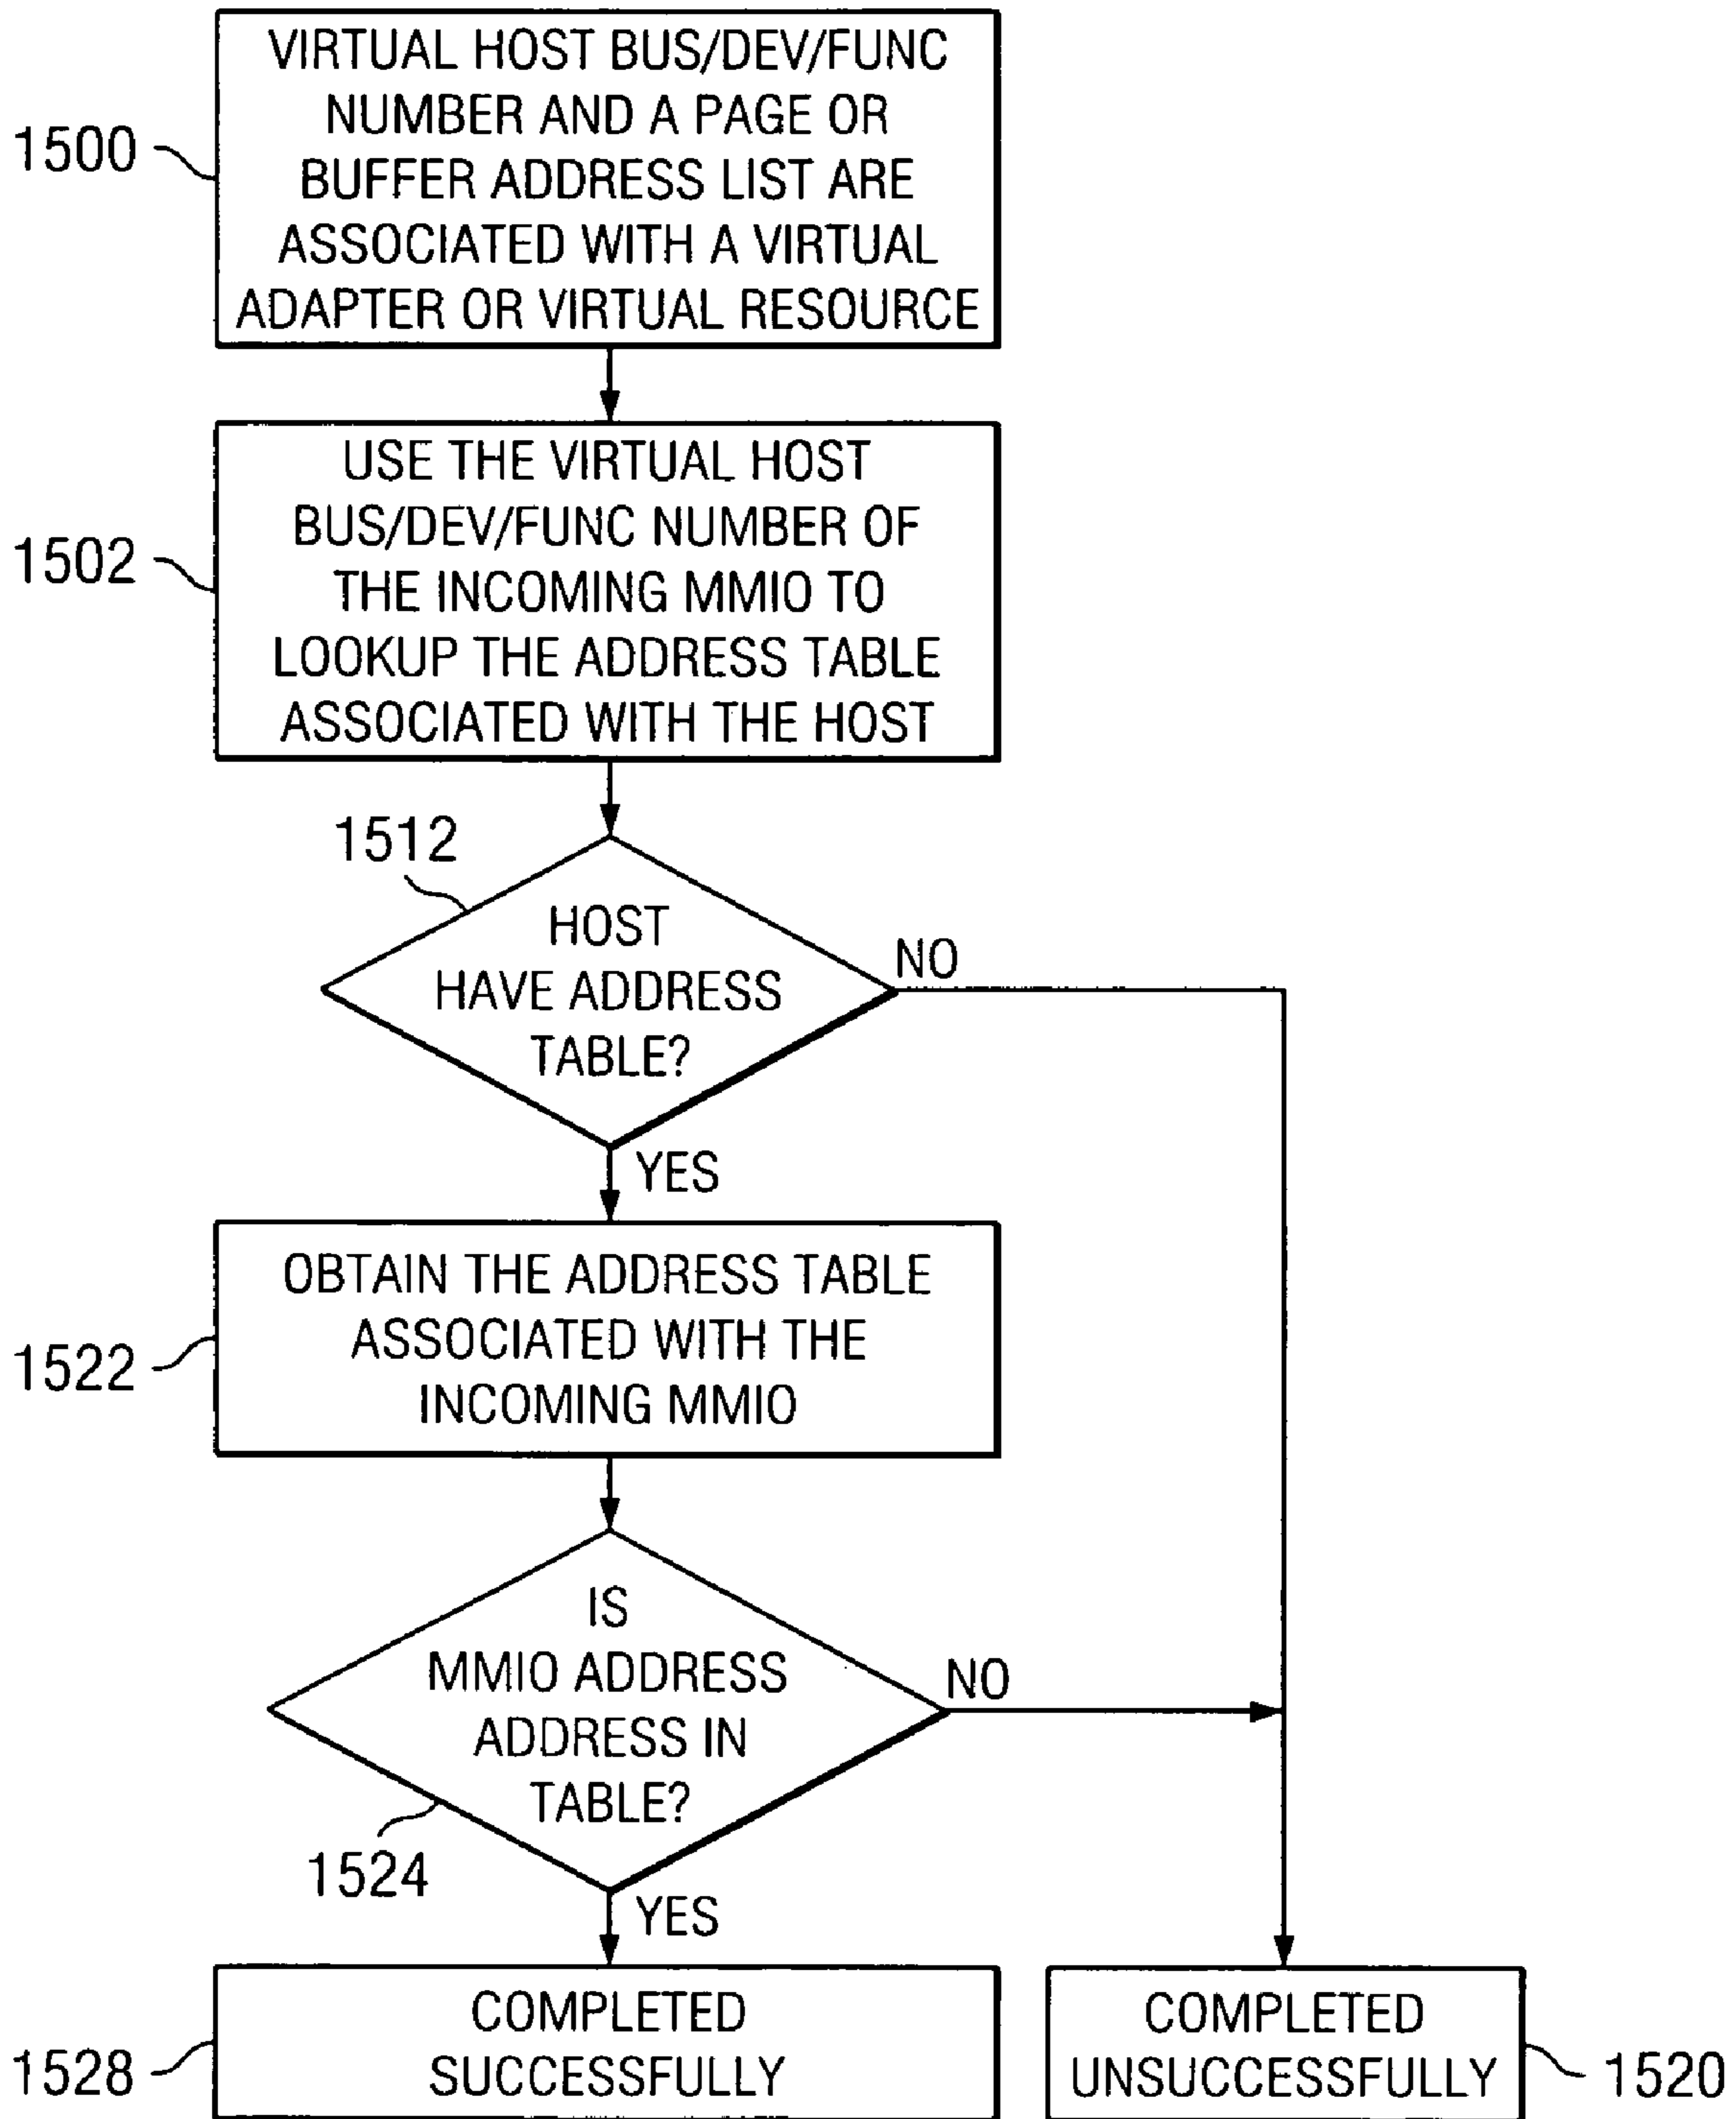 VIRTUAL HOST BUS/DEV/FUNC
NUMBER AND A PAGE OR
BUFFER ADDRESS LIST ARE
ASSOCIATED WITH A VIRTUAL
ADAPTER OR VIRTUAL RESOURCE
1500
USE THE VIRTUAL HOST
BUS/DEV/FUNC NUMBER OF
THE INCOMING MMIO TO
LOOKUP THE ADDRESS TABLE
ASSOCIATED WITH THE HOST
1502
1512
HOST
HAVE ADDRESS
TABLE?
NO
YES
OBTAIN THE ADDRESS TABLE
ASSOCIATED WITH THE
INCOMING MMIO
1522
IS
MMIO ADDRESS
ADDRESS IN
TABLE?
NO
1524
YES
COMPLETED
SUCCESSFULLY
1528
COMPLETED
UNSUCCESSFULLY
1520